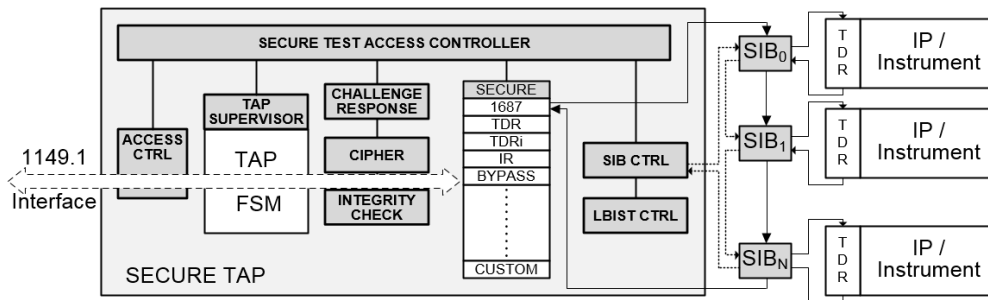 SECURE TEST ACCESS CONTROLLER
1149.1
Interface
ACCESS
CTRL
TAP
SUPERVISOR
TAP
FSM
CHALLENGE
RESPONSE
CIPHER
INTEGRITY
CHECK
SECURE
1687
TDR
TDRi
IR
BYPASS
CUSTOM
SIB CTRL
LBIST CTRL
SECURE TAP
SIB0
T
D
R
IP /
Instrument
SIB1
T
D
R
IP /
Instrument
SIBN
T
D
R
IP /
Instrument